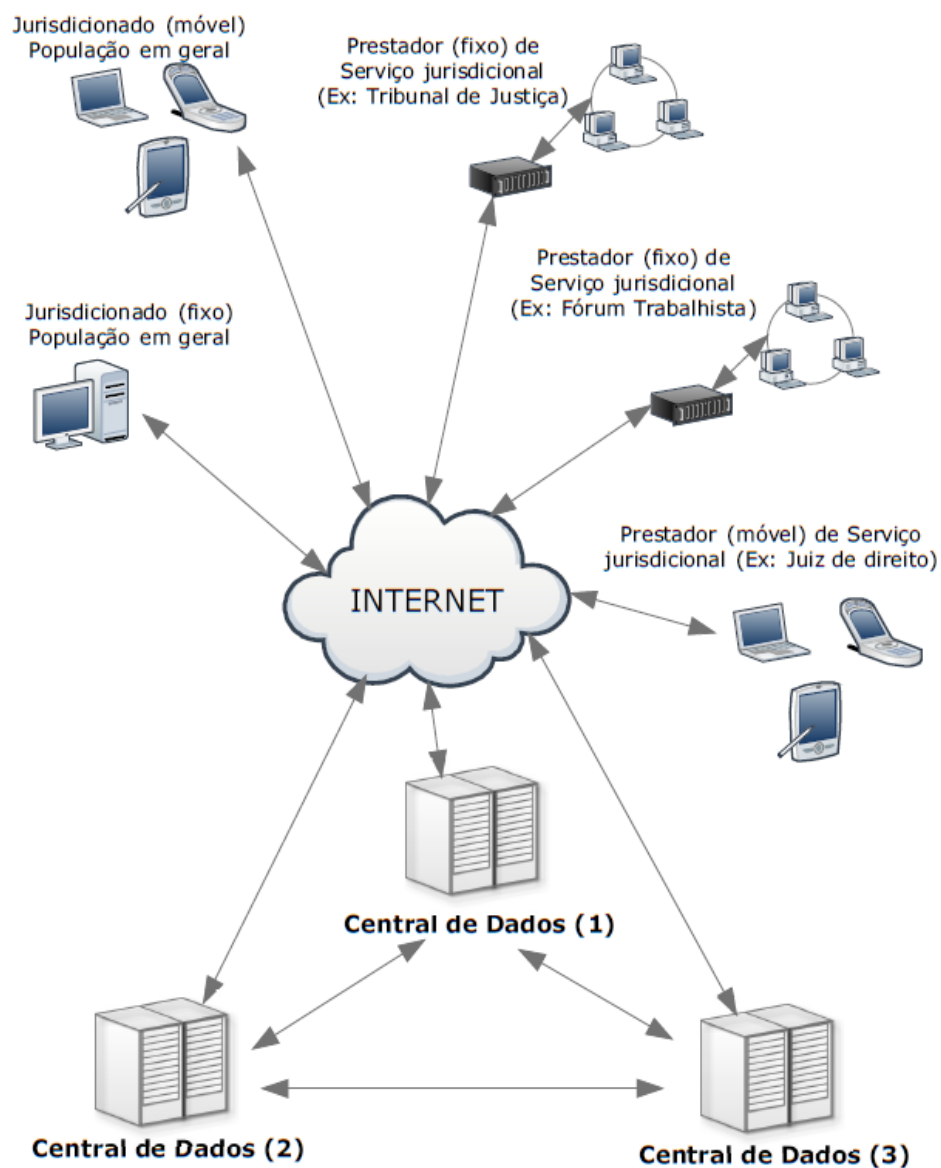 Jurisdicionado (móvel)
População em geral
Prestador (fixo) de
Serviço jurisdicional
(Ex: Tribunal de Justiça)
Prestador (fixo) de
Serviço jurisdicional
(Ex: Fórum Trabalhista)
Jurisdicionado (fixo)
População em geral
Prestador (móvel) de Serviço
jurisdicional (Ex: Juiz de direito)
INTERNET
Central de Dados (1)
Central de Dados (2)
Central de Dados (3)